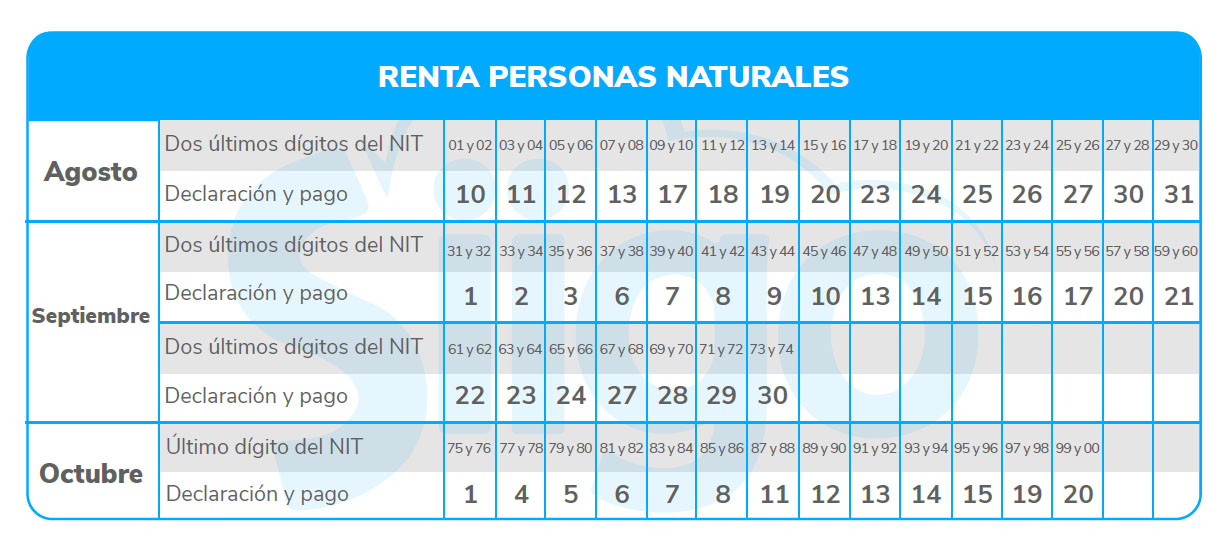 RENTA PERSONAS NATURALES
Agosto
Dos últimos dígitos del NIT 01 y 02 03 y 04 05 y 06 07 y 08 09 y 10 11 y 12 13 y 14 15 y 16 17 y 18 19 y 20 21 y 22 23 y 24 25 y 26 27 y 28 29 y 30
Declaración y pago 10 11 12 13 17 18 19 20 23 24 25 26 27 30 31
Septiembre
Dos últimos dígitos del NIT 31 y 32 33 y 34 35 y 36 37 y 38 39 y 40 41 y 42 43 y 44 45 y 46 47 y 48 49 y 50 51 y 52 53 y 54 55 y 56 57 y 58 59 y 60
Declaración y pago 1 2 3 6 7 8 9 10 13 14 15 16 17 20 21
Dos últimos dígitos del NIT 61 y 62 63 y 64 65 y 66 67 y 68 69 y 70 71 y 72 73 y 74
Declaración y pago 22 23 24 27 28 29 30
Octubre
Último dígito del NIT 75 y 76 77 y 78 79 y 80 81 y 82 83 y 84 85 y 86 87 y 88 89 y 90 91 y 92 93 y 94 95 y 96 97 y 98 99 y 00
Declaración y pago 1 4 5 6 7 8 11 12 13 14 15 19 20
Siigo